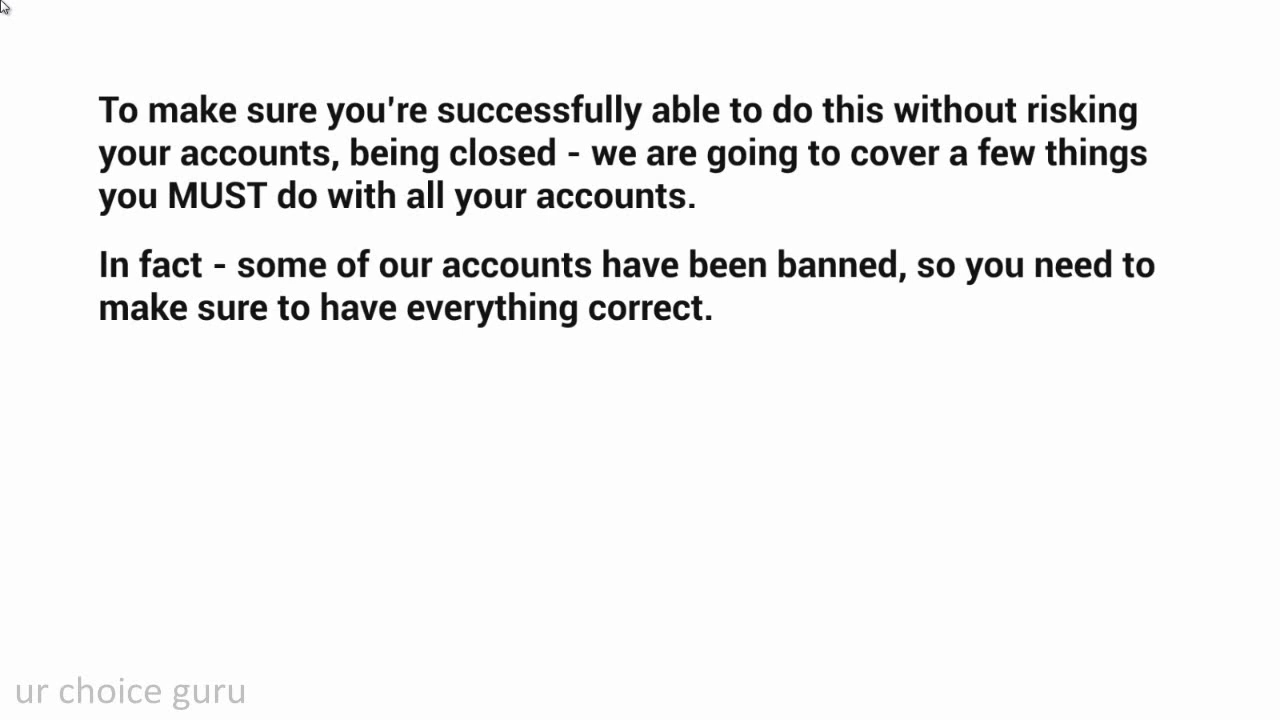 To make sure you're successfully able to do this without risking
your accounts, being closed - we are going to cover a few things
you MUST do with all your accounts.
In fact - some of our accounts have been banned, so you need to
make sure to have everything correct.
ur choice guru